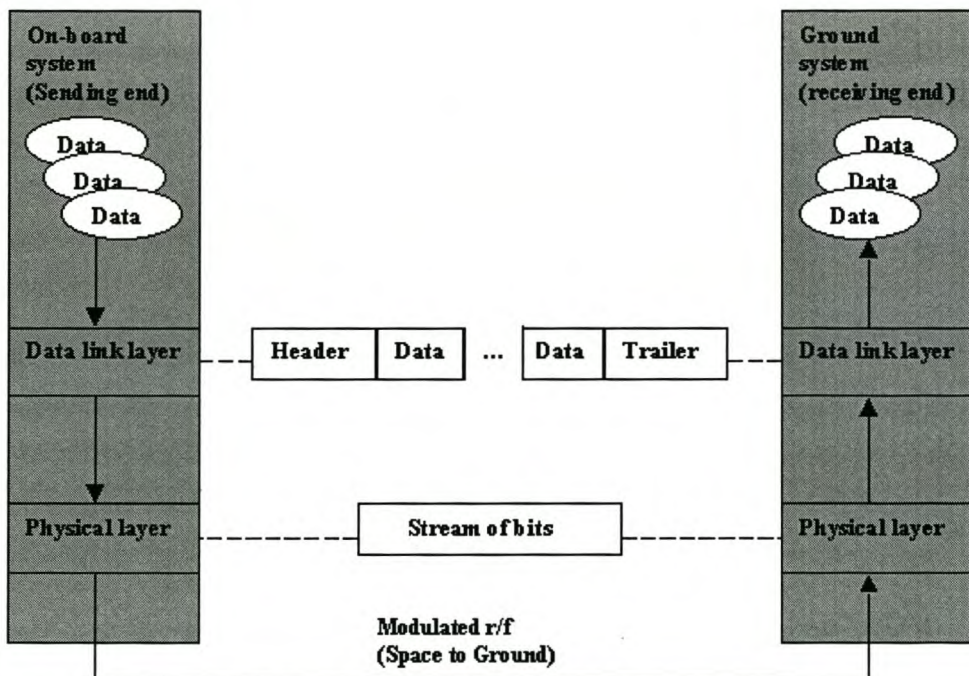 On-board
system
(Sending end)
Data
Data
Data
Data link layer
Physical layer
Header Data ... Data Trailer
Stream of bits
Modulated r/f
(Space to Ground)
Ground
system
(receiving end)
Data
Data
Data
Data link layer
Physical layer